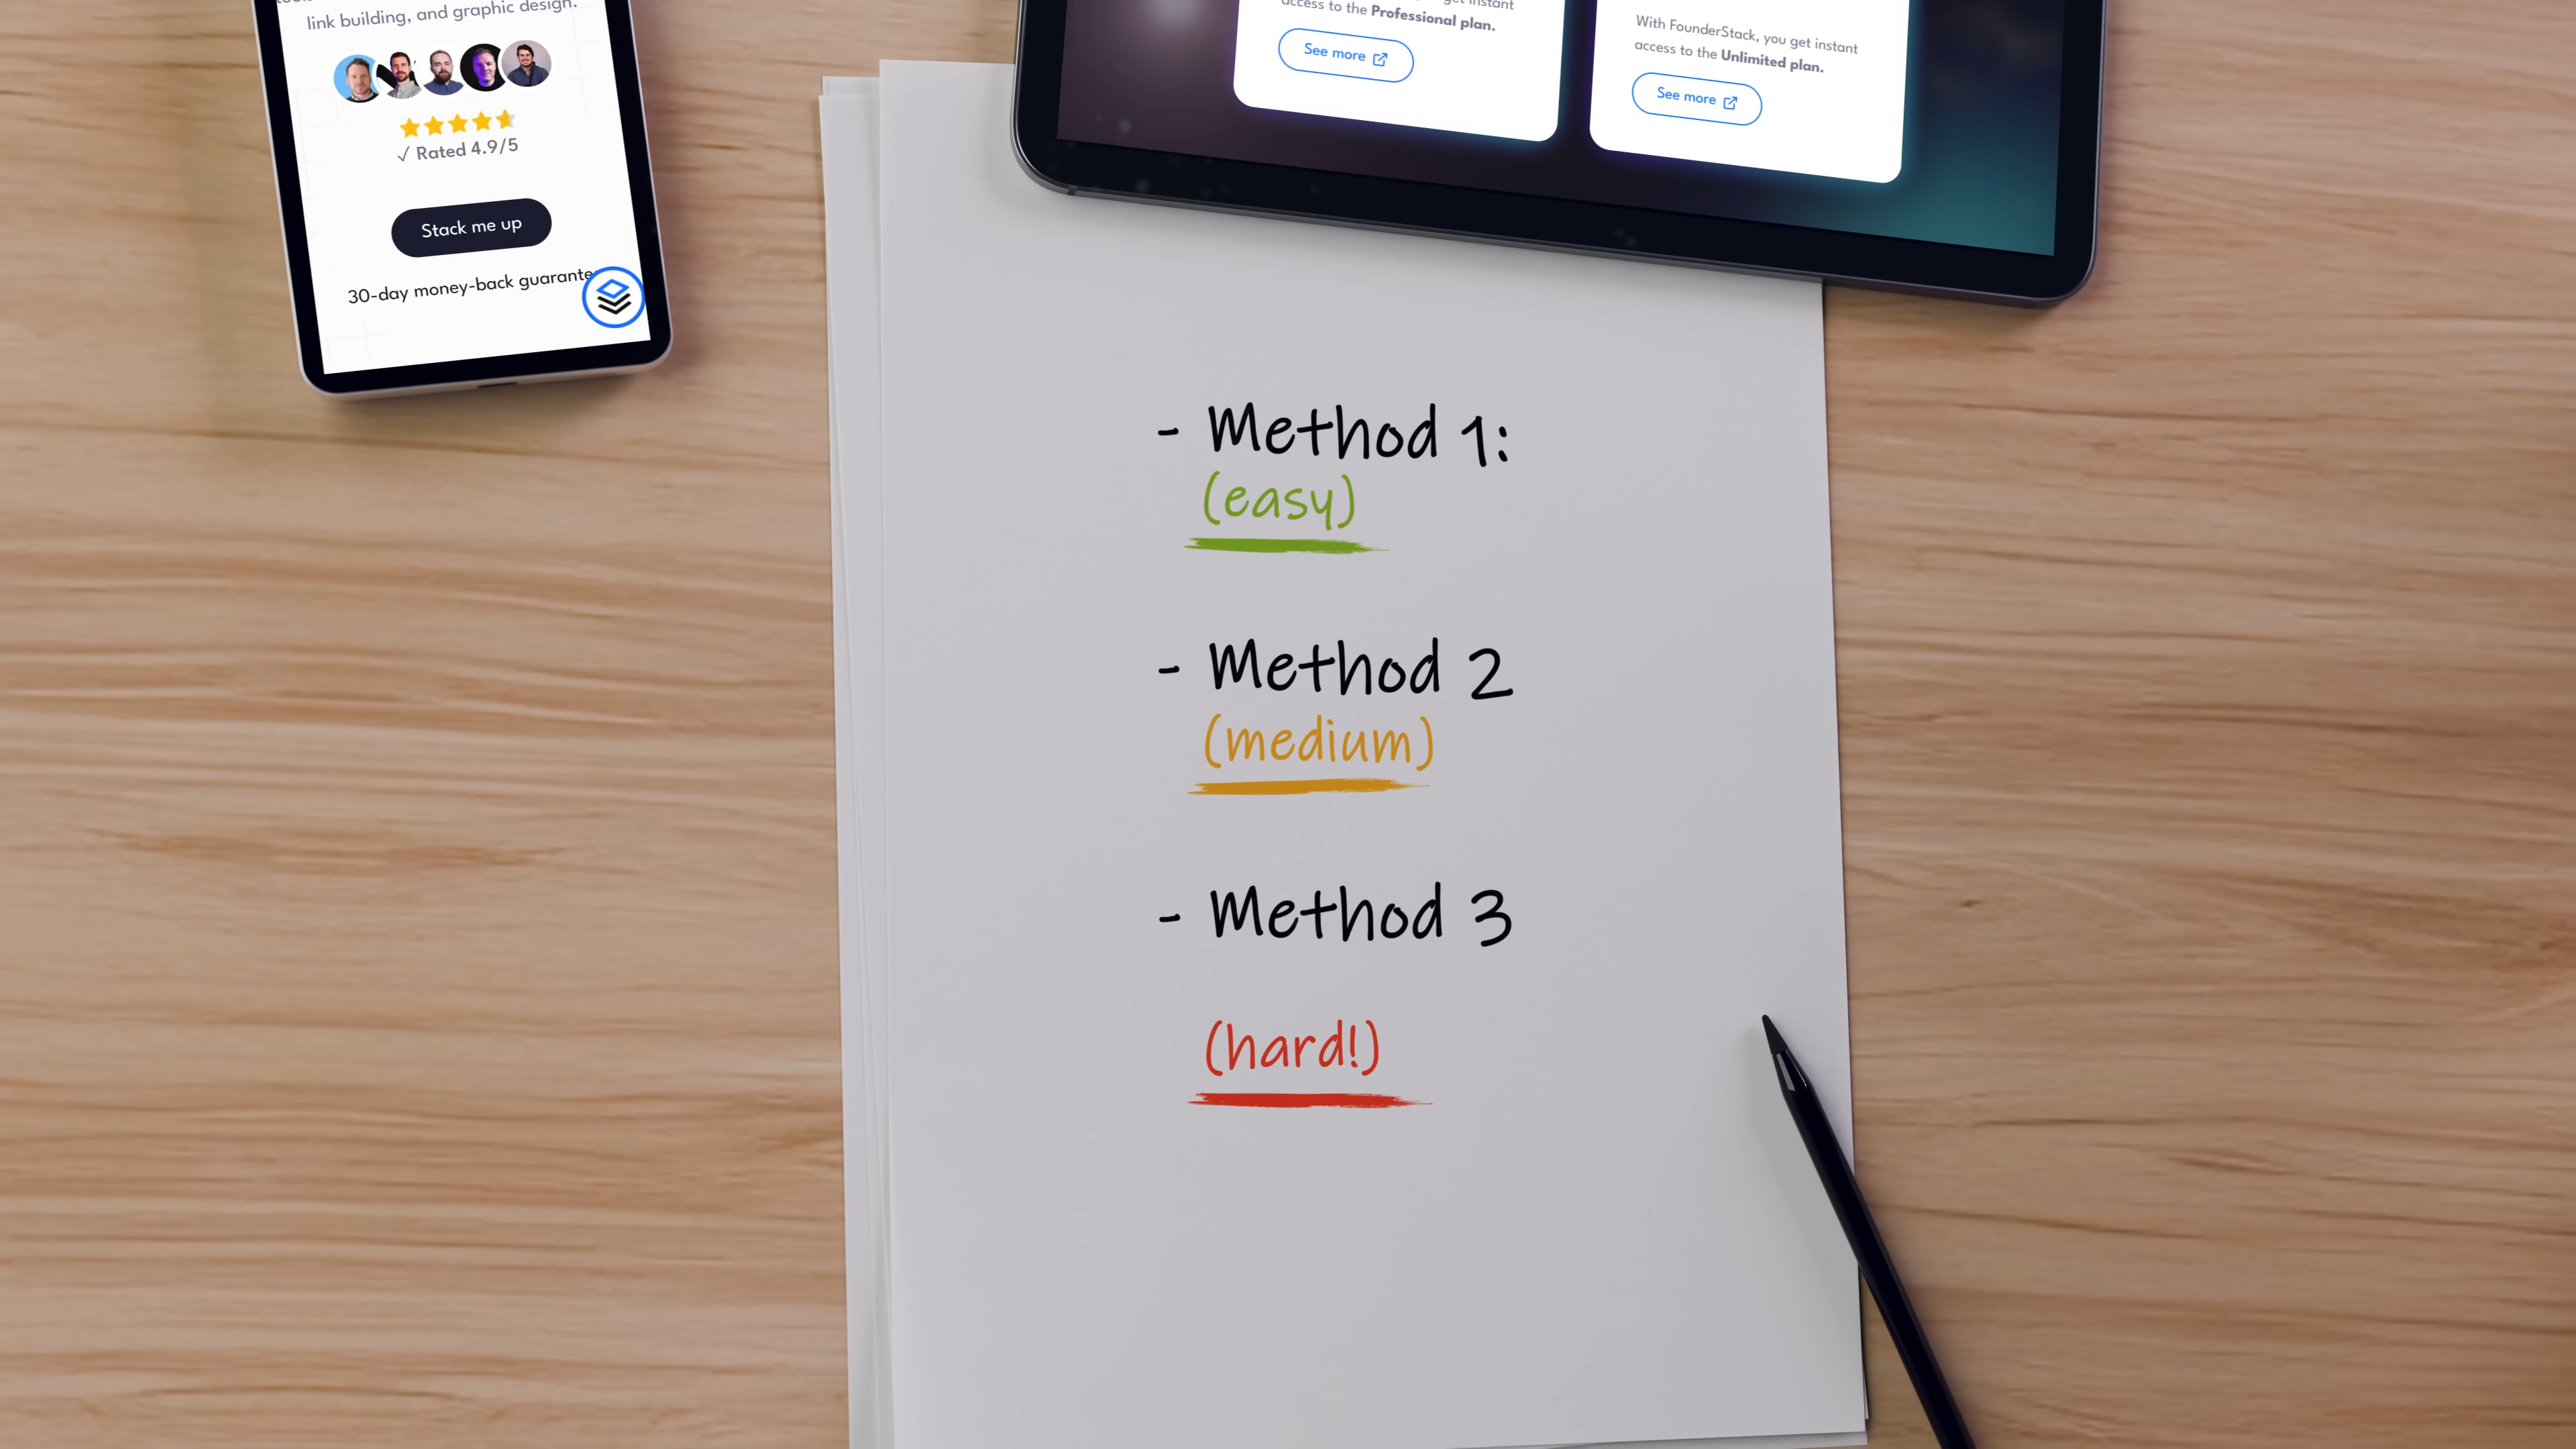 link building, and graphic design.
✓ Rated 4.9/5
Stack me up
30-day money-back
get instant
access to the Professional plan.
See more
With FounderStack, you get instant
access to the Unlimited plan.
See more
- Method 1:
(easy)
- Method 2
(medium)
- Method 3
(hard!)